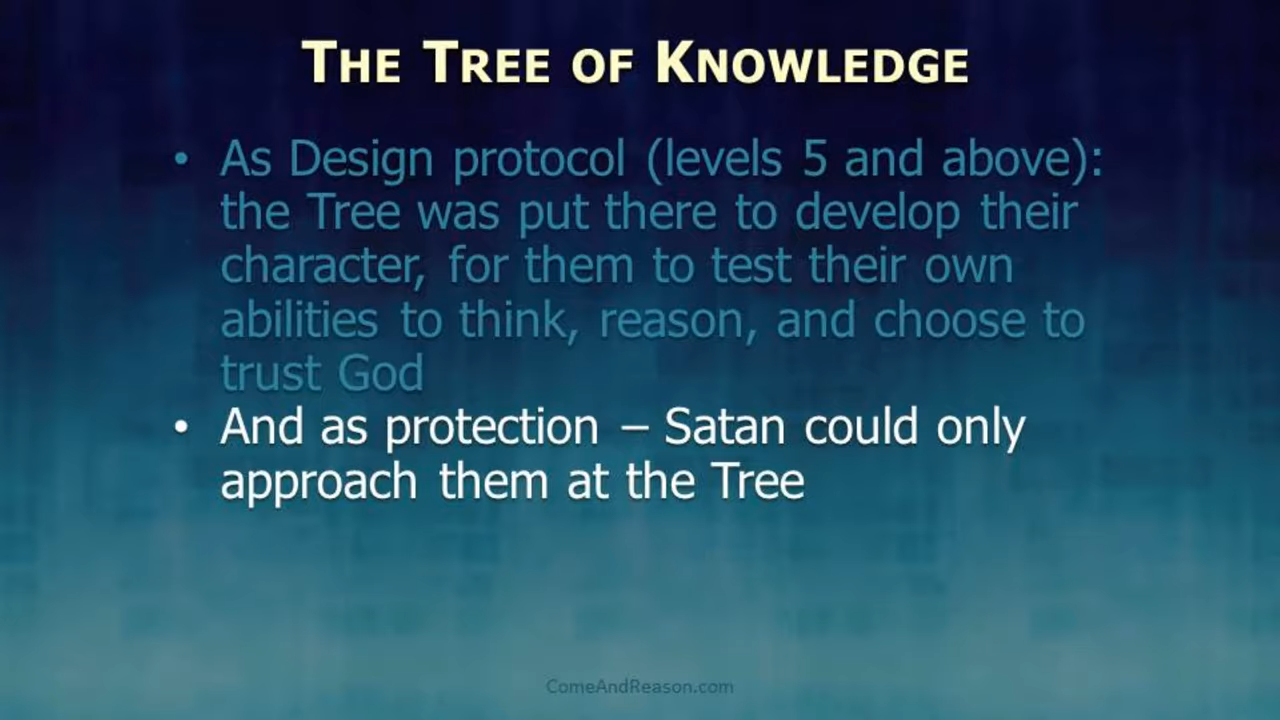 THE TREE OF KNOWLEDGE
• As Design protocol (levels 5 and above):
the Tree was put there to develop their
character, for them to test their own
abilities to think, reason, and choose to
trust God
• And as protection – Satan could only
approach them at the Tree
ComeAndReason.com